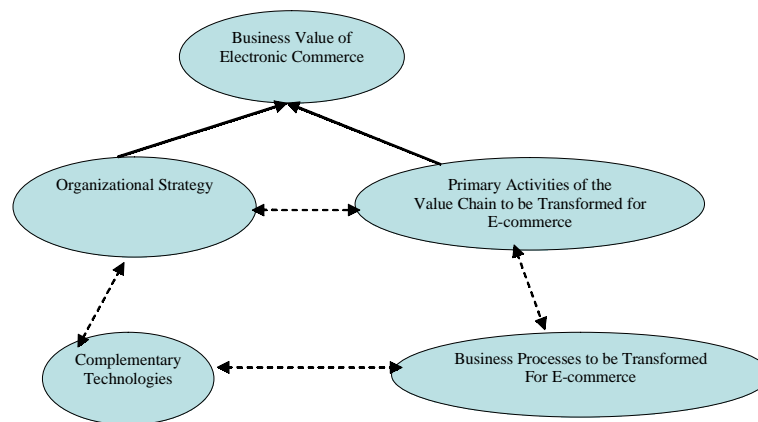 Business Value of
Electronic Commerce
Organizational Strategy
Primary Activities of the
Value Chain to be Transformed for
E-commerce
Complementary
Technologies
Business Processes to be Transformed
For E-commerce